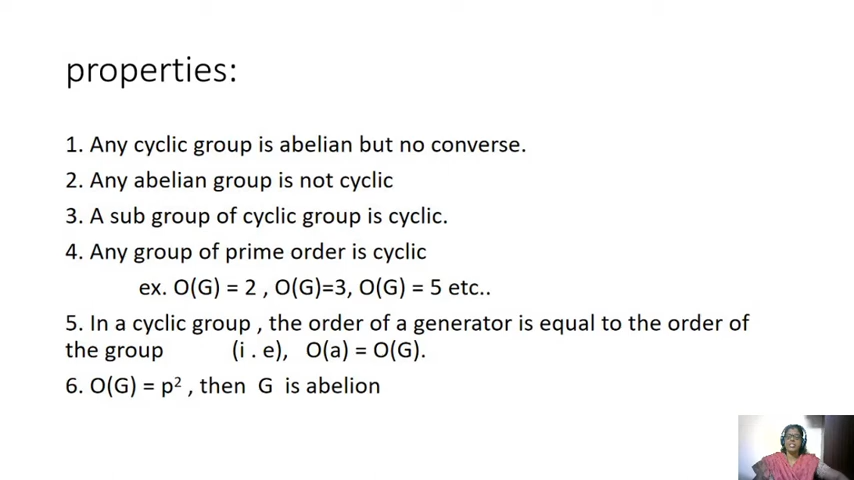 properties:
1. Any cyclic group is abelian but no converse.
2. Any abelian group is not cyclic
3. A sub group of cyclic group is cyclic.
4. Any group of prime order is cyclic
ex. O(G) = 2 , O(G)=3, O(G) = 5 etc..
5. In a cyclic group , the order of a generator is equal to the order of
the group (i . e), O(a) = O(G).
6. O(G) = p² , then G is abelion